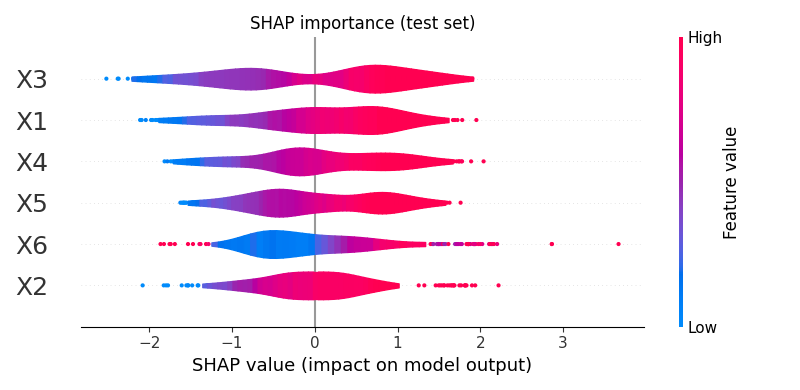 SHAP importance (test set)
High
X3
X1
X4
X5
X6
X2
Feature value
Low
−2 −1 0 1 2 3
SHAP value (impact on model output)